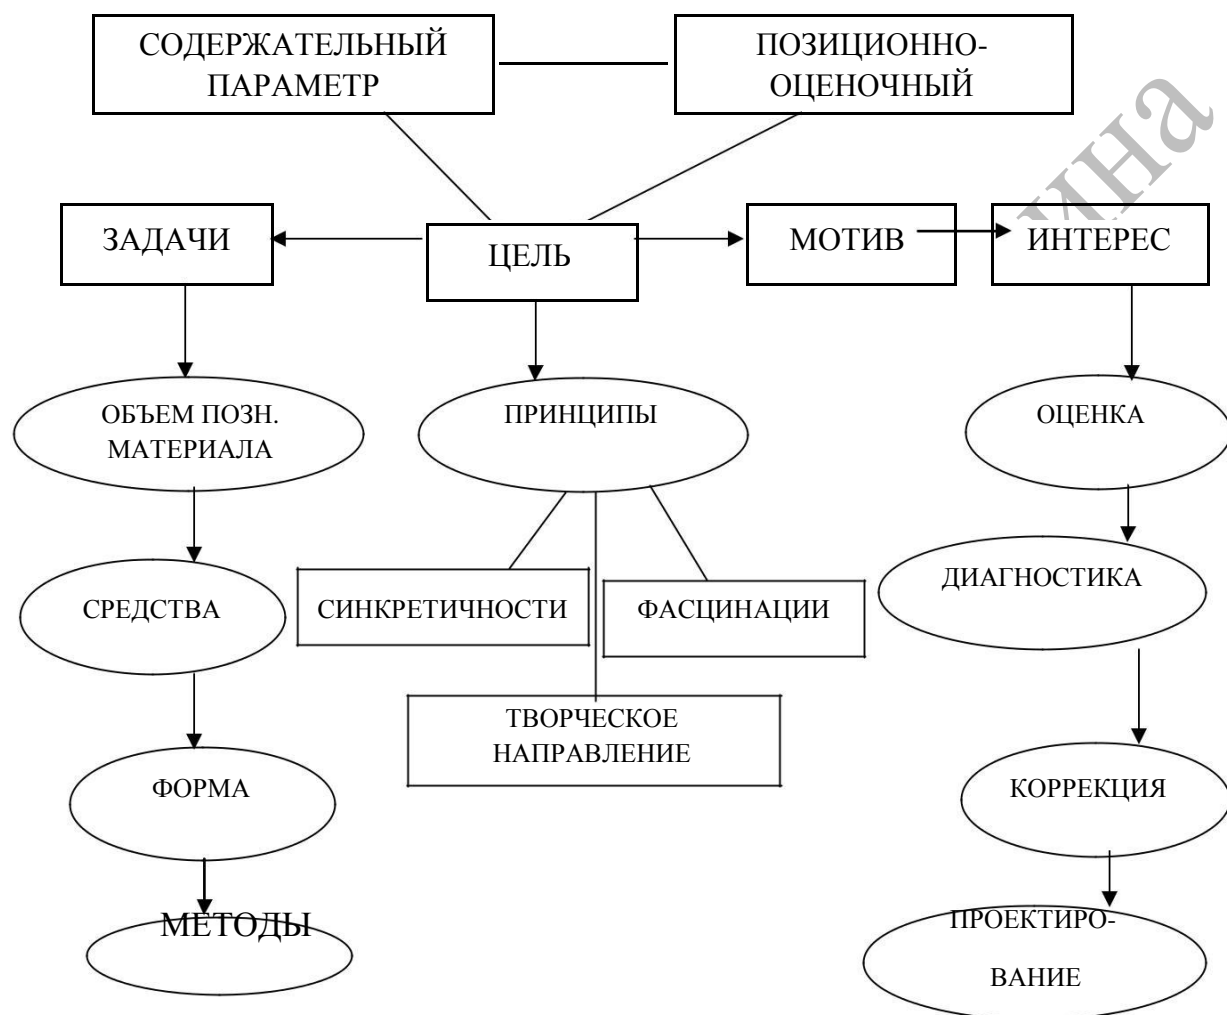 СОДЕРЖАТЕЛЬНЫЙ
ПАРАМЕТР
ПОЗИЦИОННО-
ОЦЕНОЧНЫЙ
ЗАДАЧИ
ЦЕЛЬ
МОТИВ
ИНТЕРЕС
ОБЪЕМ ПОЗН.
МАТЕРИАЛА
ПРИНЦИПЫ
ОЦЕНКА
СРЕДСТВА
СИНКРЕТИЧНОСТИ
ФАСЦИНАЦИИ
ДИАГНОСТИКА
ТВОРЧЕСКОЕ
НАПРАВЛЕНИЕ
ФОРМА
КОРРЕКЦИЯ
МЕТОДЫ
ПРОЕКТИРО-
ВАНИЕ